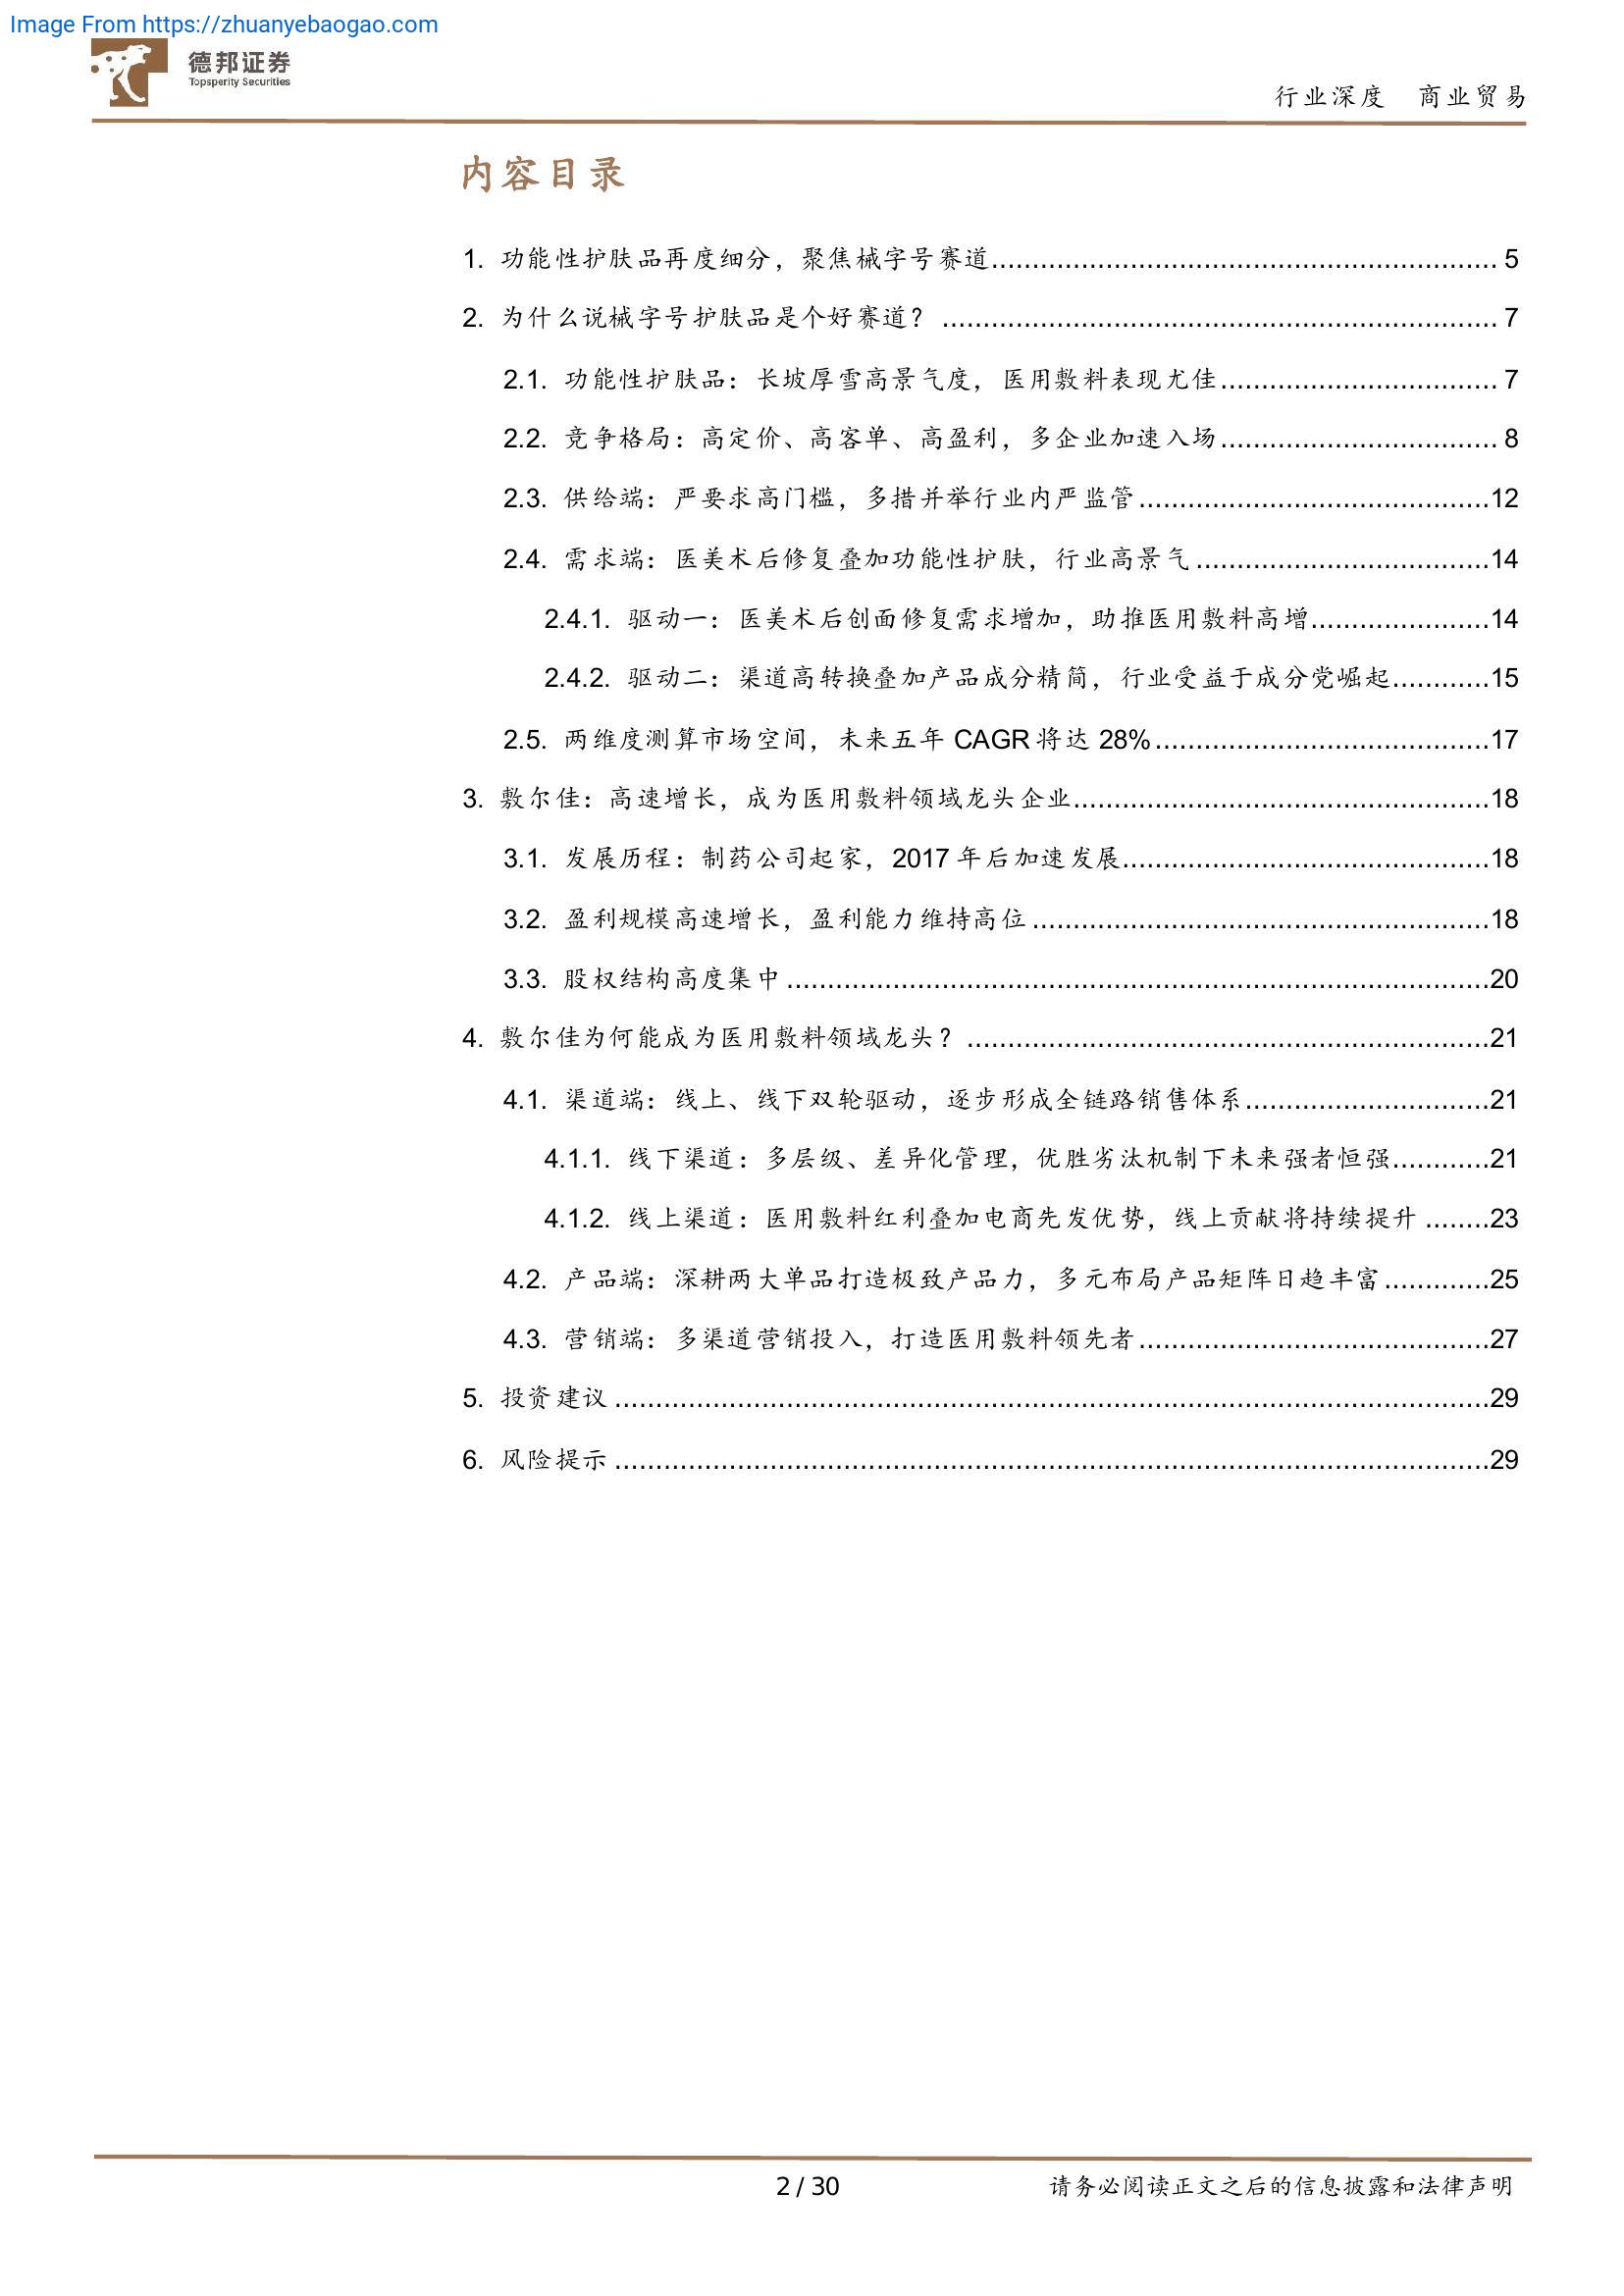 Image From https://zhuanyebaogao.com
德邦证券
Topsperity Securities
行业深度 商业贸易
内容目录
1. 功能性护肤品再度细分，聚焦械字号赛道.............................................................. 5
2. 为什么说械字号护肤品是个好赛道？ .................................................................... 7
2.1. 功能性护肤品：长坡厚雪高景气度，医用敷料表现尤佳.................................. 7
2.2. 竞争格局：高定价、高客单、高盈利，多企业加速入场.................................. 8
2.3. 供给端：严要求高门槛，多措并举行业内严监管...........................................12
2.4. 需求端：医美术后修复叠加功能性护肤，行业高景气....................................14
2.4.1. 驱动一：医美术后创面修复需求增加，助推医用敷料高增......................14
2.4.2. 驱动二：渠道高转换叠加产品成分精简，行业受益于成分党崛起............15
2.5. 两维度测算市场空间，未来五年 CAGR 将达 28%.........................................17
3. 敷尔佳：高速增长，成为医用敷料领域龙头企业...................................................18
3.1. 发展历程：制药公司起家，2017 年后加速发展.............................................18
3.2. 盈利规模高速增长，盈利能力维持高位 ........................................................18
3.3. 股权结构高度集中 ......................................................................................20
4. 敷尔佳为何能成为医用敷料领域龙头？ ................................................................21
4.1. 渠道端：线上、线下双轮驱动，逐步形成全链路销售体系..............................21
4.1.1. 线下渠道：多层级、差异化管理，优胜劣汰机制下未来强者恒强............21
4.1.2. 线上渠道：医用敷料红利叠加电商先发优势，线上贡献将持续提升 ........23
4.2. 产品端：深耕两大单品打造极致产品力，多元布局产品矩阵日趋丰富.............25
4.3. 营销端：多渠道营销投入，打造医用敷料领先者...........................................27
5. 投资建议 ...........................................................................................................29
6. 风险提示 ...........................................................................................................29
2 / 30
请务必阅读正文之后的信息披露和法律声明